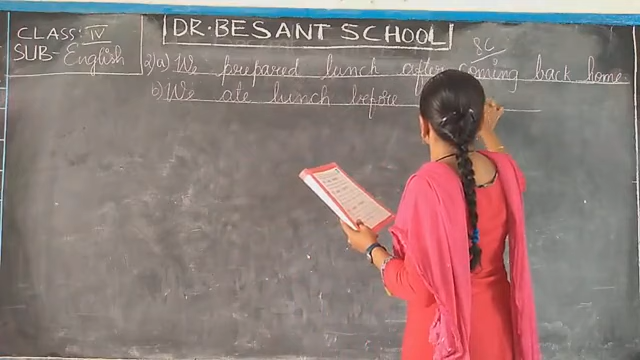 CLASS: IV
SUB- English
DR. BESANT SCHOOL
2) a) We prepared lunch after coming back home.
b) We ate lunch before